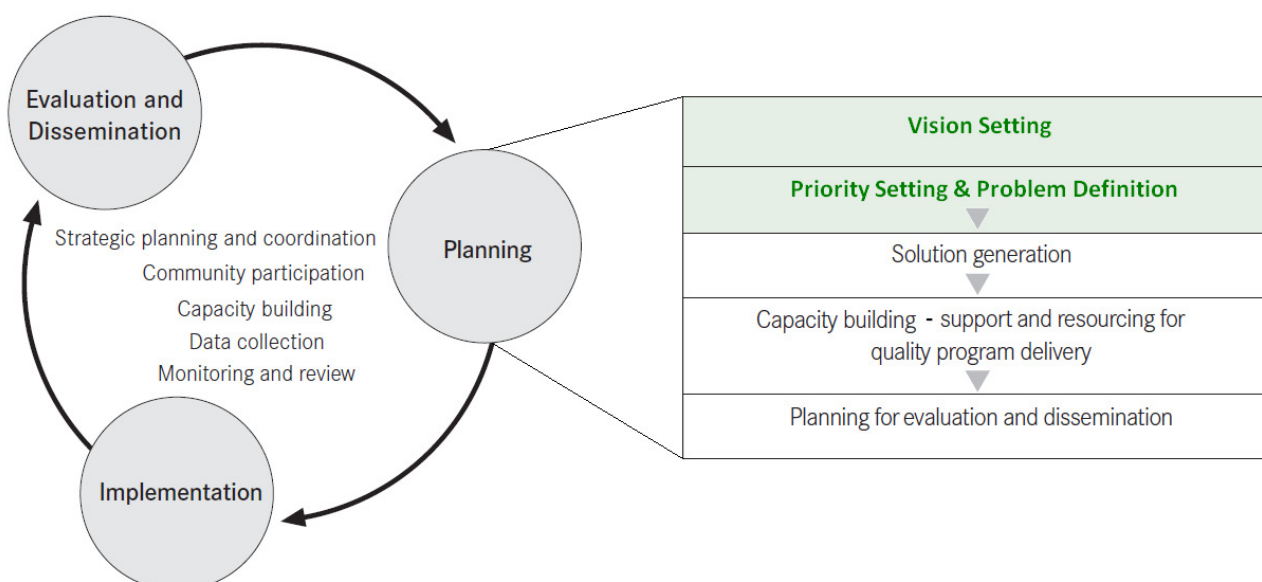 Evaluation and
Dissemination
Strategic planning and coordination
Community participation
Capacity building
Data collection
Monitoring and review
Planning
Implementation
Vision Setting
Priority Setting & Problem Definition
Solution generation
Capacity building - support and resourcing for
quality program delivery
Planning for evaluation and dissemination